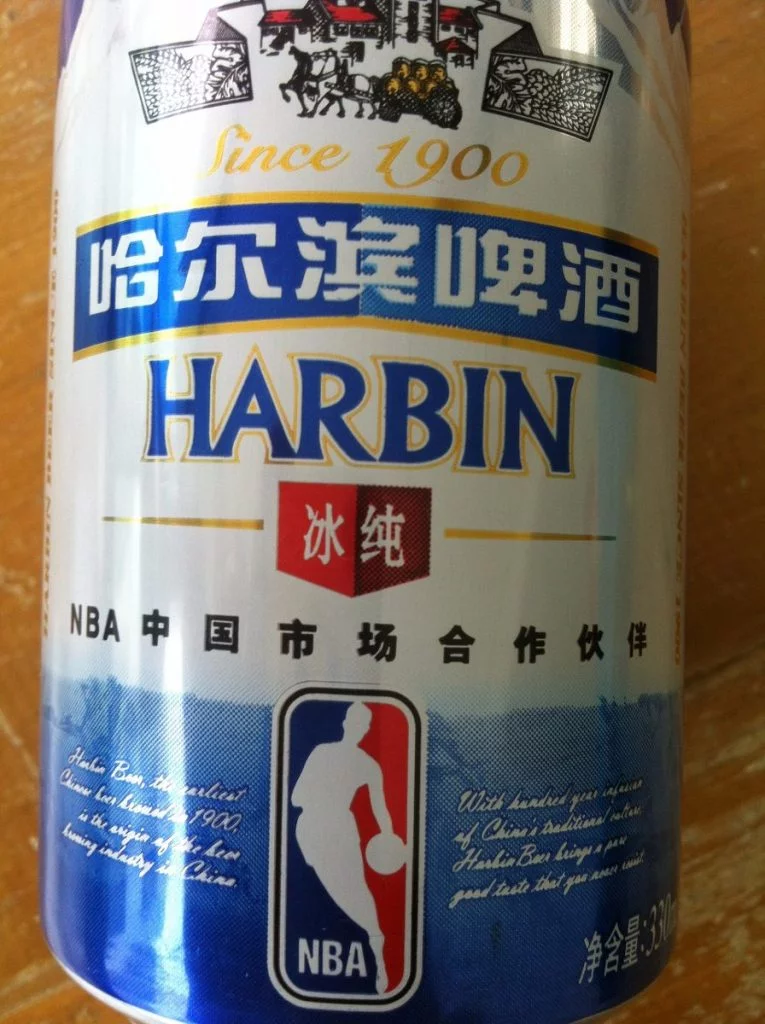 Since 1900
哈尔滨啤酒
HARBIN
冰纯
NBA 中国市场合作伙伴
Harbin Beer, the earliest
Chinese beer brewed in 1900,
is the origin of the beer
brewing industry in China.
With hundred year infusion
of China's traditional culture,
Harbin Beer brings a pure
good taste that you never resist.
NBA
净含量:330